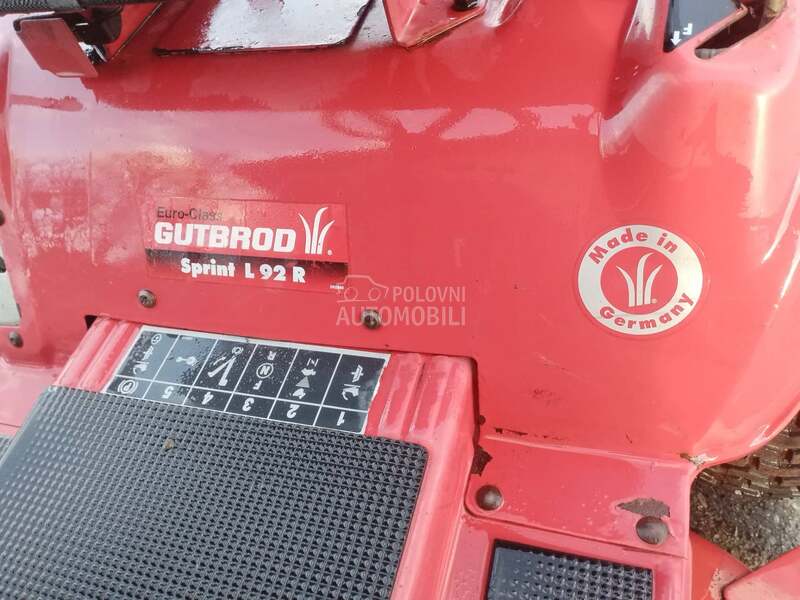 Euro-Class
GUTBROD
Sprint L 92 R
Made in
Germany
POLOVNI
AUTOMOBILI
F
F N R
P 5 4 3 2 1